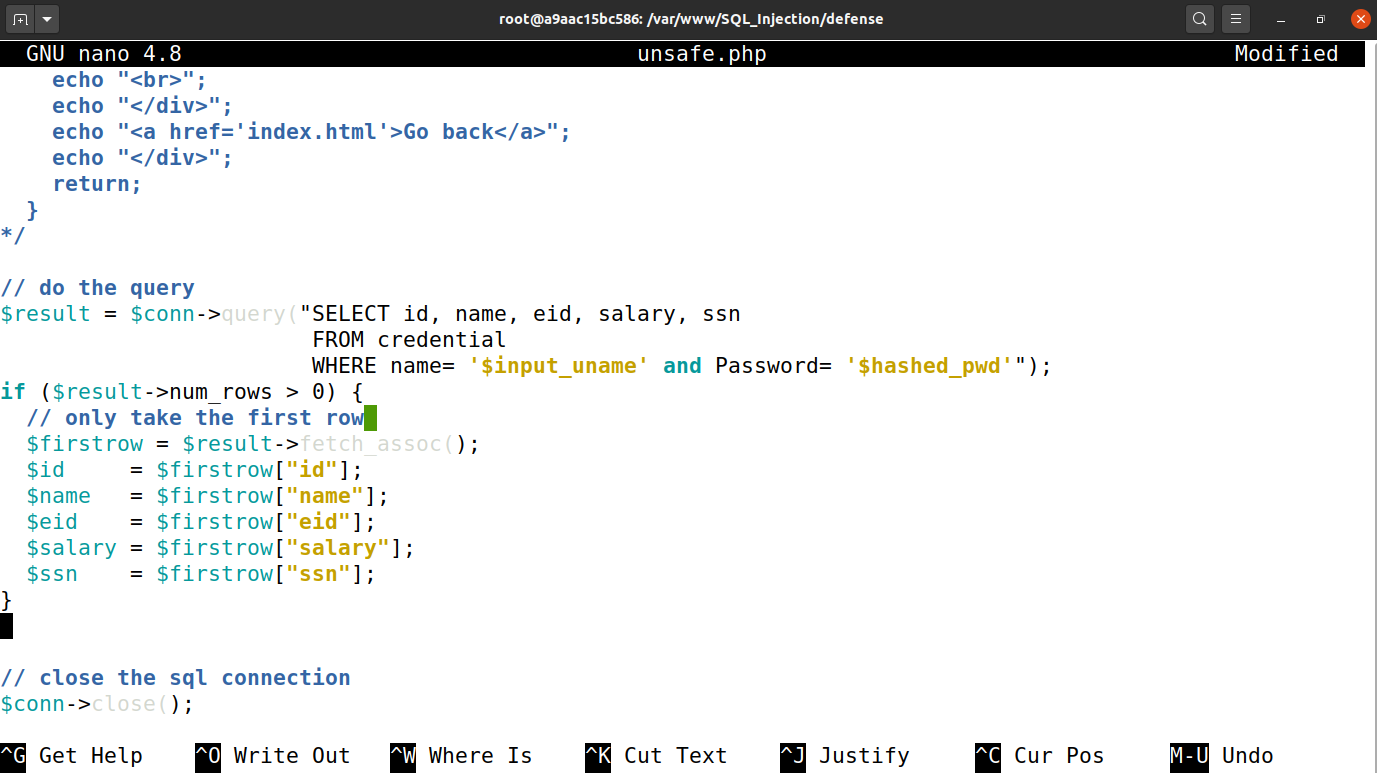 root@a9aac15bc586: /var/www/SQL_Injection/defense
GNU nano 4.8 unsafe.php Modified
    echo "<br>";
    echo "</div>";
    echo "<a href='index.html'>Go back</a>";
    echo "</div>";
    return;
  }
*/
// do the query
$result = $conn->query("SELECT id, name, eid, salary, ssn
                        FROM credential
                        WHERE name= '$input_uname' and Password= '$hashed_pwd'");
if ($result->num_rows > 0) {
  // only take the first row
  $firstrow = $result->fetch_assoc();
  $id     = $firstrow["id"];
  $name   = $firstrow["name"];
  $eid    = $firstrow["eid"];
  $salary = $firstrow["salary"];
  $ssn    = $firstrow["ssn"];
}
// close the sql connection
$conn->close();
^G Get Help ^O Write Out ^W Where Is ^K Cut Text ^J Justify ^C Cur Pos M-U Undo